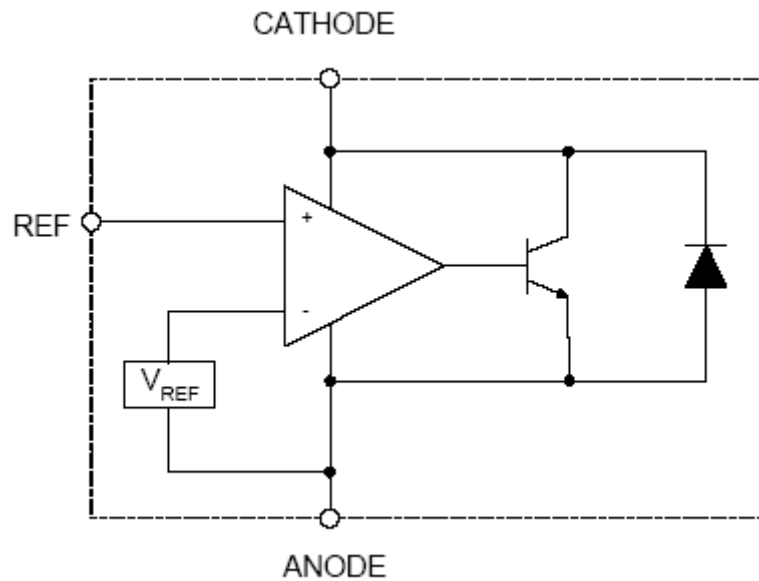 CATHODE
REF
+
-
VREF
ANODE